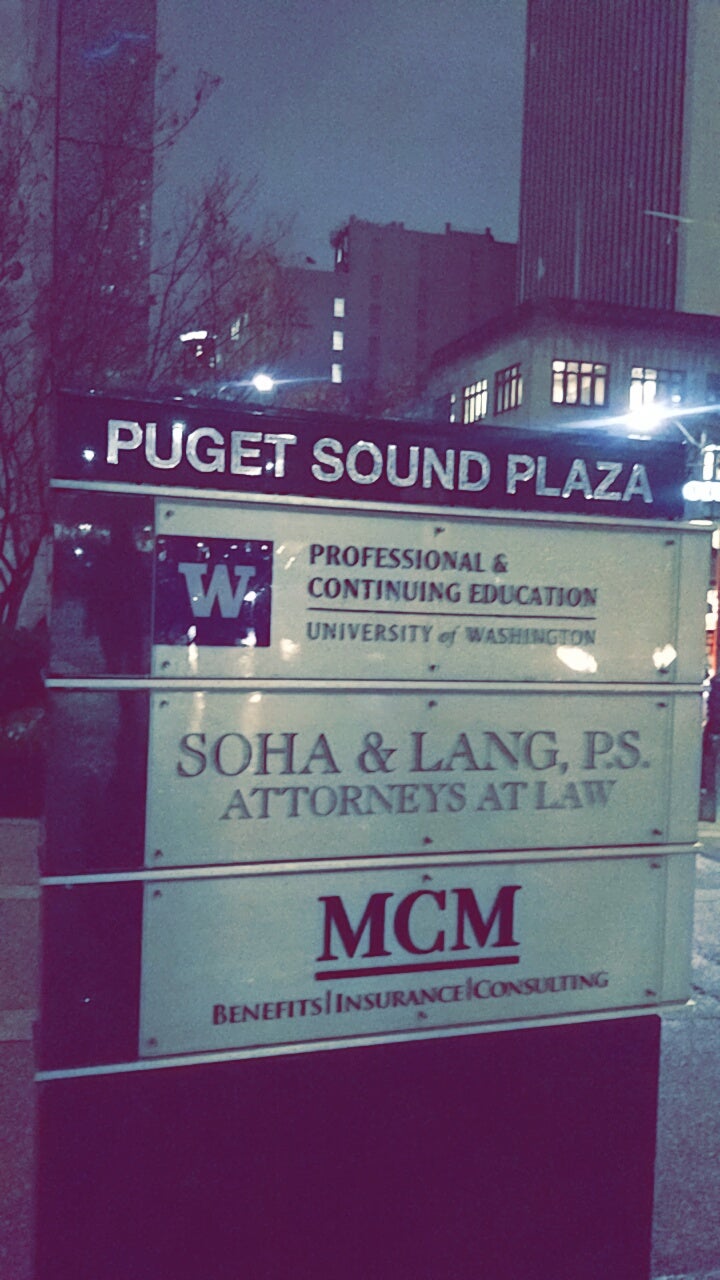 PUGET SOUND PLAZA
W
PROFESSIONAL &
CONTINUING EDUCATION
UNIVERSITY of WASHINGTON
SOHA & LANG, P.S.
ATTORNEYS AT LAW
MCM
BENEFITS|INSURANCE|CONSULTING